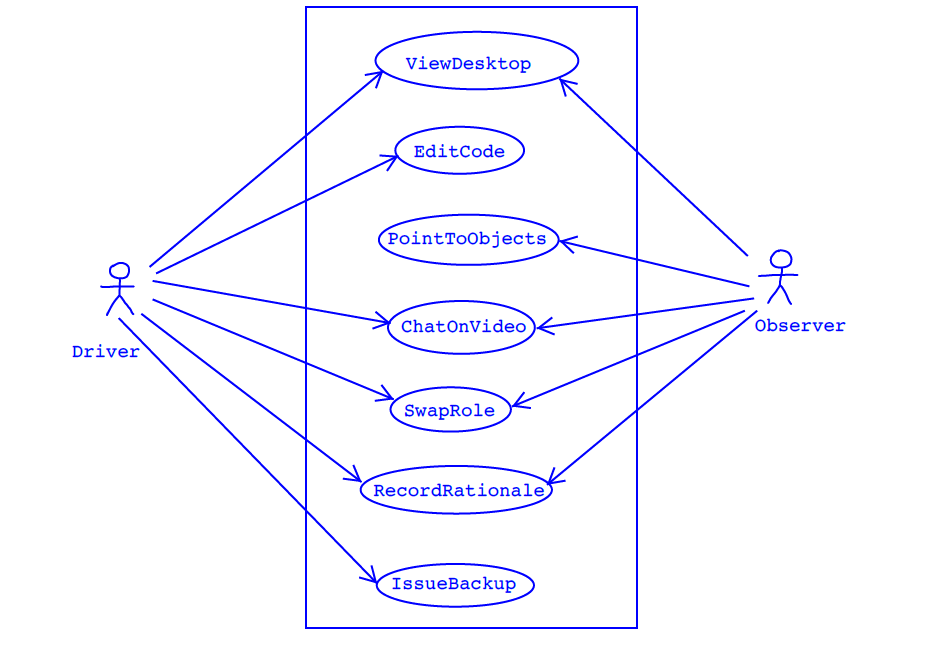 ViewDesktop
EditCode
PointToObjects
ChatOnVideo
Observer
Driver
SwapRole
RecordRationale
IssueBackup